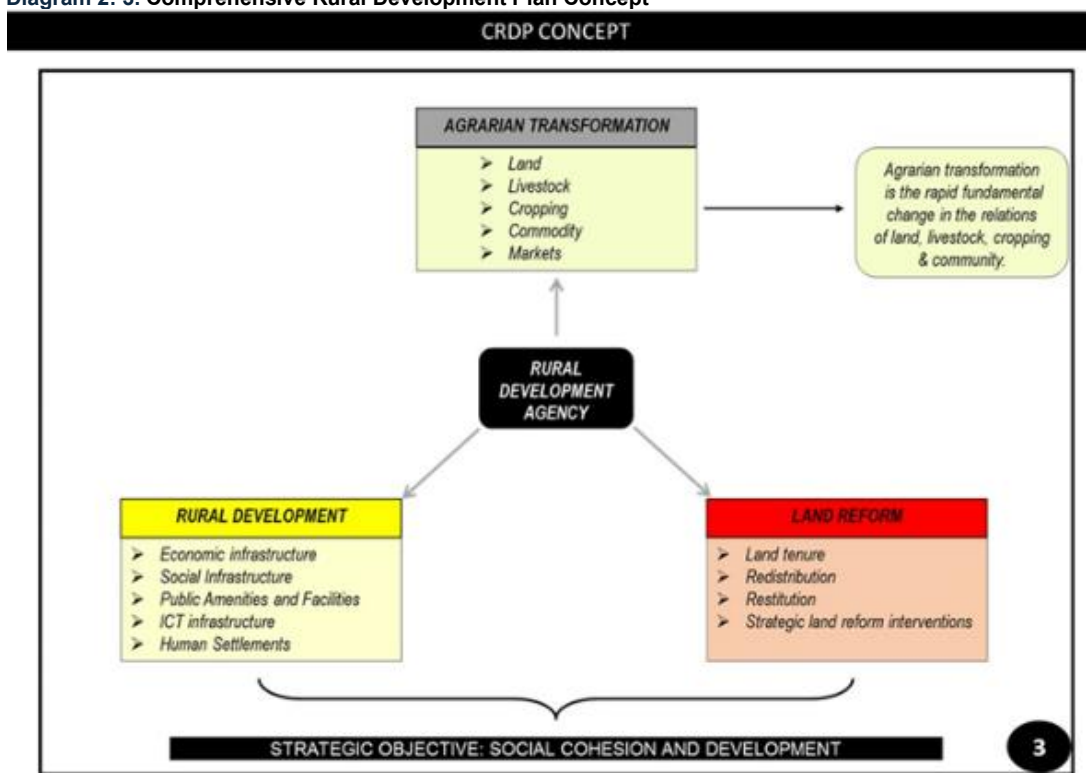 Diagram 2. 3. Comprehensive Rural Development Plan Concept
CRDP CONCEPT
AGRARIAN TRANSFORMATION
➢ Land
➢ Livestock
➢ Cropping
➢ Commodity
➢ Markets
Agrarian transformation
is the rapid fundamental
change in the relations
of land, livestock, cropping
& community.
RURAL
DEVELOPMENT
AGENCY
RURAL DEVELOPMENT
➢ Economic infrastructure
➢ Social Infrastructure
➢ Public Amenities and Facilities
➢ ICT infrastructure
➢ Human Settlements
LAND REFORM
➢ Land tenure
➢ Redistribution
➢ Restitution
➢ Strategic land reform interventions
STRATEGIC OBJECTIVE: SOCIAL COHESION AND DEVELOPMENT
3